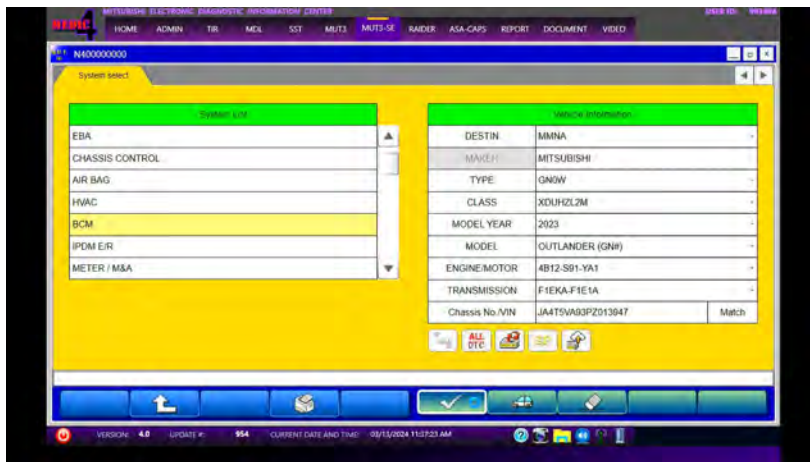 MITSUBISHI ELECTRONIC DIAGNOSTIC INFORMATION CENTER
MEDIC 4
HOME ADMIN TIR MDL SST MUT3 MUT3-SE RAIDER ASA-CAPS REPORT DOCUMENT VIDEO
N400000000
System select
System List
EBA
CHASSIS CONTROL
AIR BAG
HVAC
BCM
IPDM E/R
METER / M&A
Vehicle Information
DESTIN. MMNA
MAKER MITSUBISHI
TYPE GN0W
CLASS XDUHZL2M
MODEL YEAR 2023
MODEL OUTLANDER (GN#)
ENGINE/MOTOR 4B12-S91-YA1
TRANSMISSION F1EKA-F1E1A
Chassis No./VIN JA4T5VA93PZ013947 Match
ALL DTC
VERSION: 4.0 UPDATE #: 954 CURRENT DATE AND TIME: 03/13/2024 11:37:23 AM